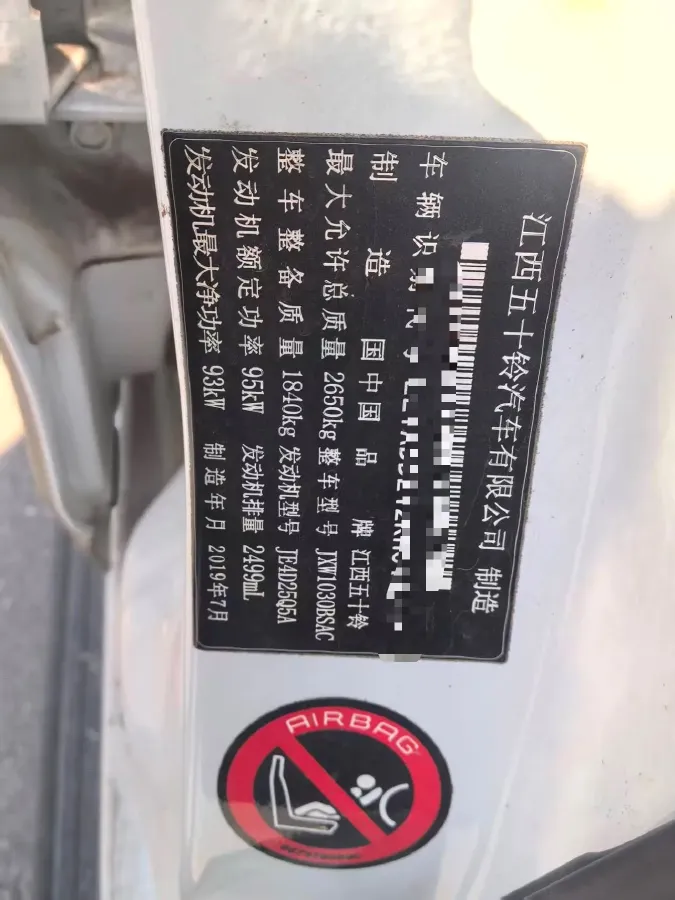 江西五十铃汽车有限公司 制造
车辆识
制造国 中国 品牌 江西五十铃
最大允许总质量 2650kg 整车型号 JXW1030BSAC
整车整备质量 1840kg 发动机型号 JE4D25Q5A
发动机额定功率 95kW 发动机排量 2499mL
发动机最大净功率 93kW 制造年月 2019年7月
AIRBAG